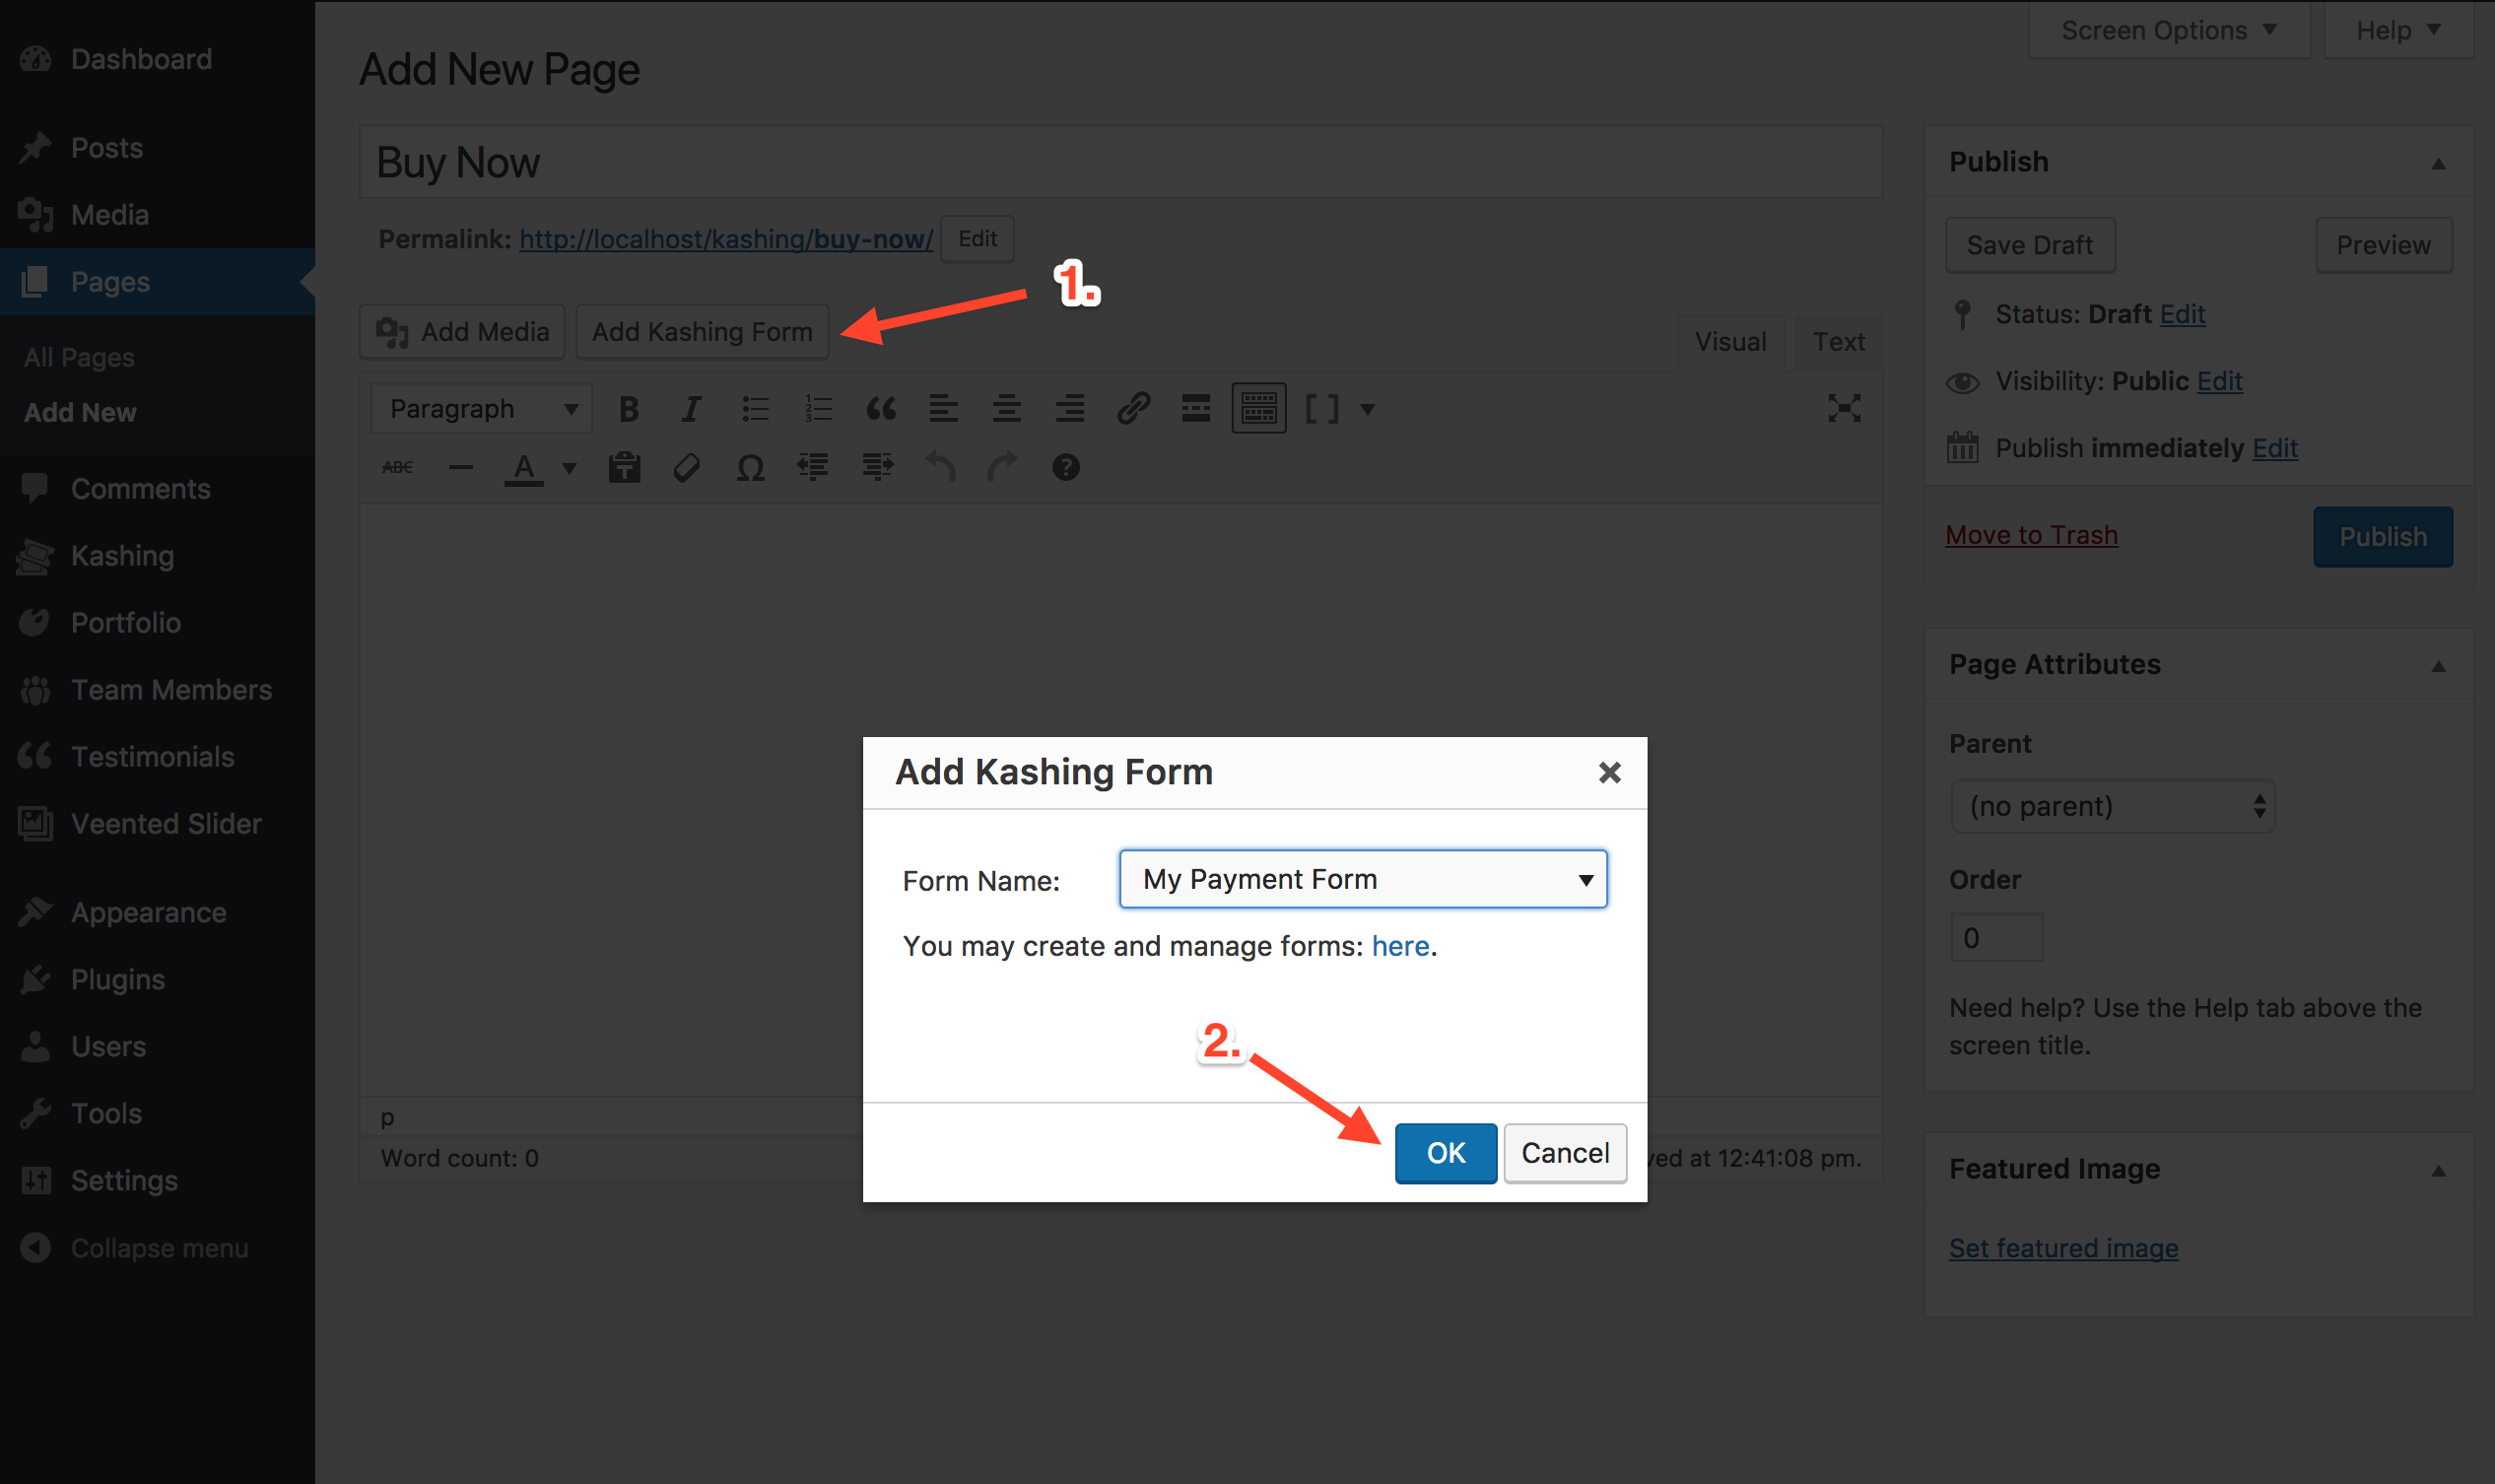 Dashboard
Posts
Media
Pages
All Pages
Add New
Comments
Kashing
Portfolio
Team Members
Testimonials
Veented Slider
Appearance
Plugins
Users
Tools
Settings
Collapse menu
Screen Options
Help
Add New Page
Buy Now
Permalink: http://localhost/kashing/buy-now/ Edit
1.
Add Media
Add Kashing Form
Visual
Text
Paragraph
B I
1 2 3
ABC
A
T
Ω
?
Add Kashing Form
Form Name: My Payment Form
You may create and manage forms: here.
2.
OK
Cancel
p
Word count: 0
ved at 12:41:08 pm.
Publish
Save Draft
Preview
Status: Draft Edit
Visibility: Public Edit
Publish immediately Edit
Move to Trash
Publish
Page Attributes
Parent
(no parent)
Order
0
Need help? Use the Help tab above the
screen title.
Featured Image
Set featured image